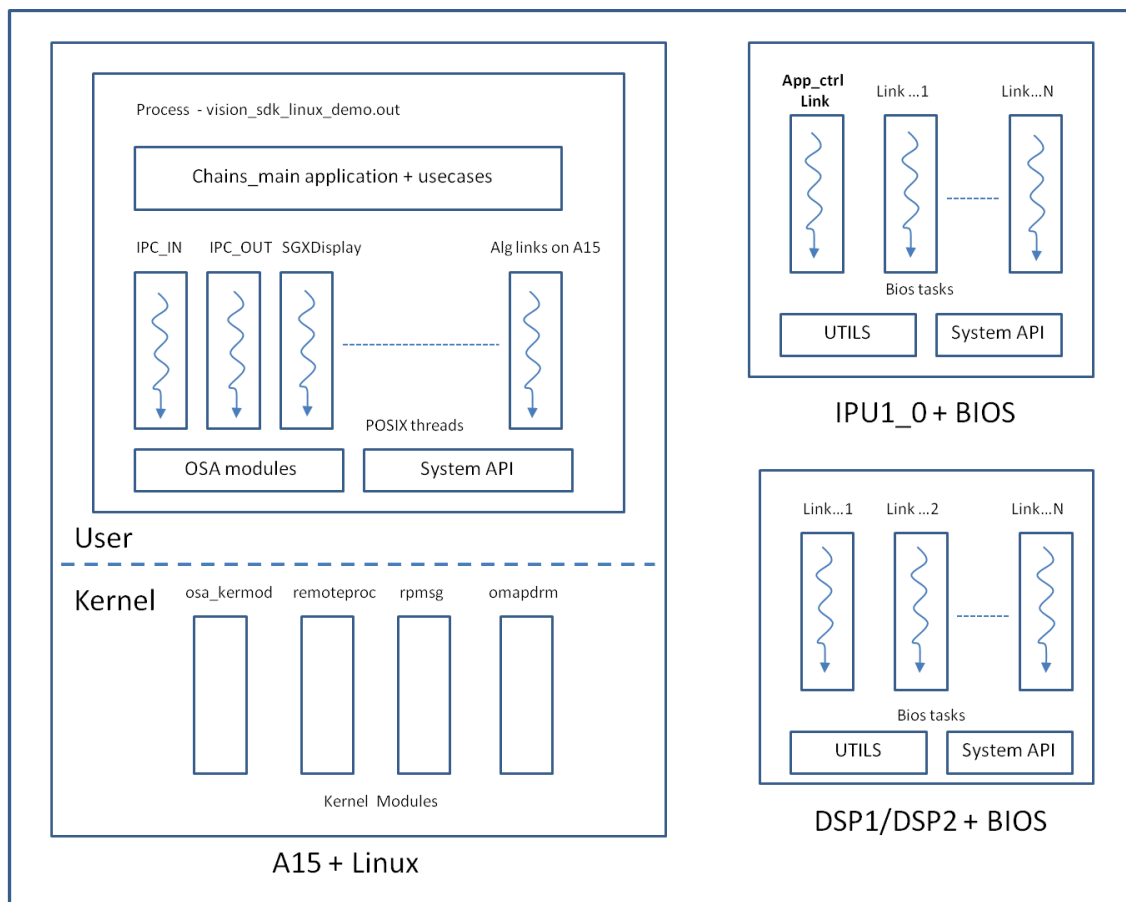 Process - vision_sdk_linux_demo.out
Chains_main application + usecases
IPC_IN
IPC_OUT
SGXDisplay
Alg links on A15
POSIX threads
OSA modules
System API
User
Kernel
osa_kermod
remoteproc
rpmsg
omapdrm
Kernel Modules
A15 + Linux
App_ctrl
Link
Link ...1
Link...N
Bios tasks
UTILS
System API
IPU1_0 + BIOS
Link...1
Link ...2
Link...N
Bios tasks
UTILS
System API
DSP1/DSP2 + BIOS